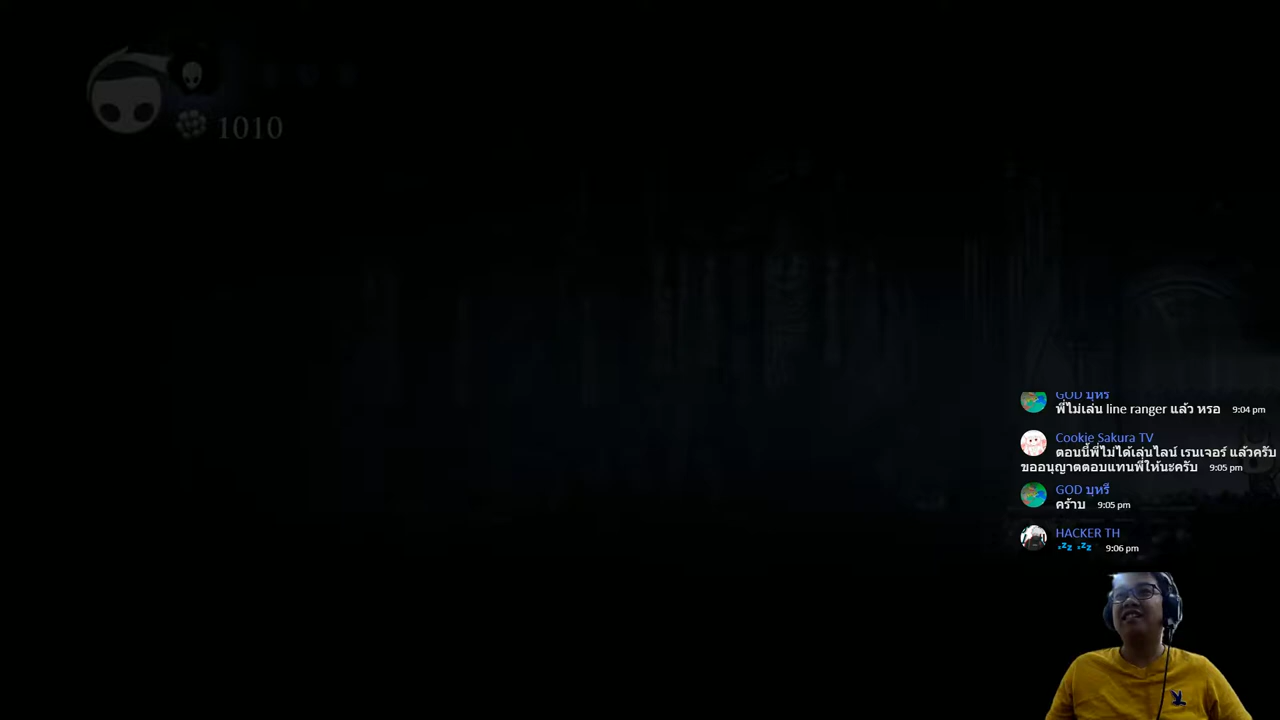 1010
GOD บุหรี่
พี่ไม่เล่น line ranger แล้ว หรอ 9:04 pm
Cookie Sakura TV
ตอนนี้พี่ไม่ได้เล่นไลน์ เรนเจอร์ แล้วครับ
ขออนุญาตตอบแทนพี่ให้นะครับ 9:05 pm
GOD บุหรี่
คร้าบ 9:05 pm
HACKER TH
💤 💤 9:06 pm